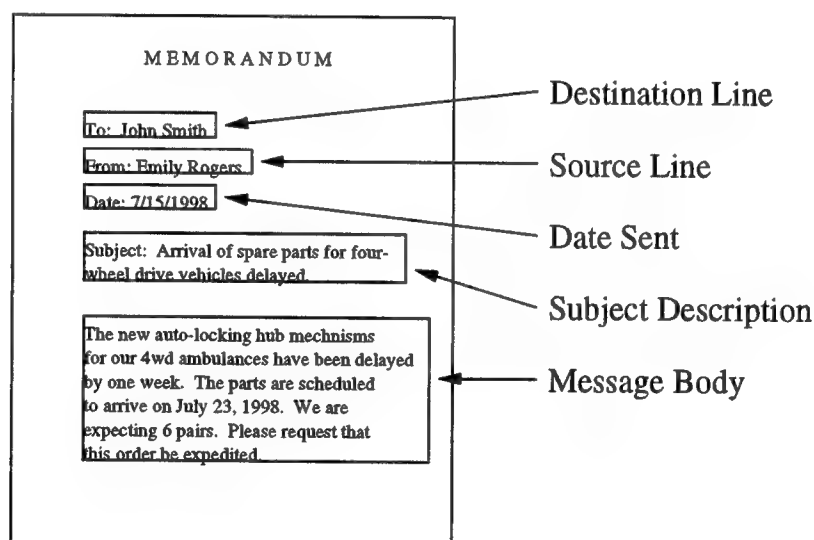 MEMORANDUM
To: John Smith
Destination Line
From: Emily Rogers
Source Line
Date: 7/15/1998
Date Sent
Subject: Arrival of spare parts for four-
wheel drive vehicles delayed.
Subject Description
The new auto-locking hub mechnisms
for our 4wd ambulances have been delayed
by one week. The parts are scheduled
to arrive on July 23, 1998. We are
expecting 6 pairs. Please request that
this order be expedited.
Message Body